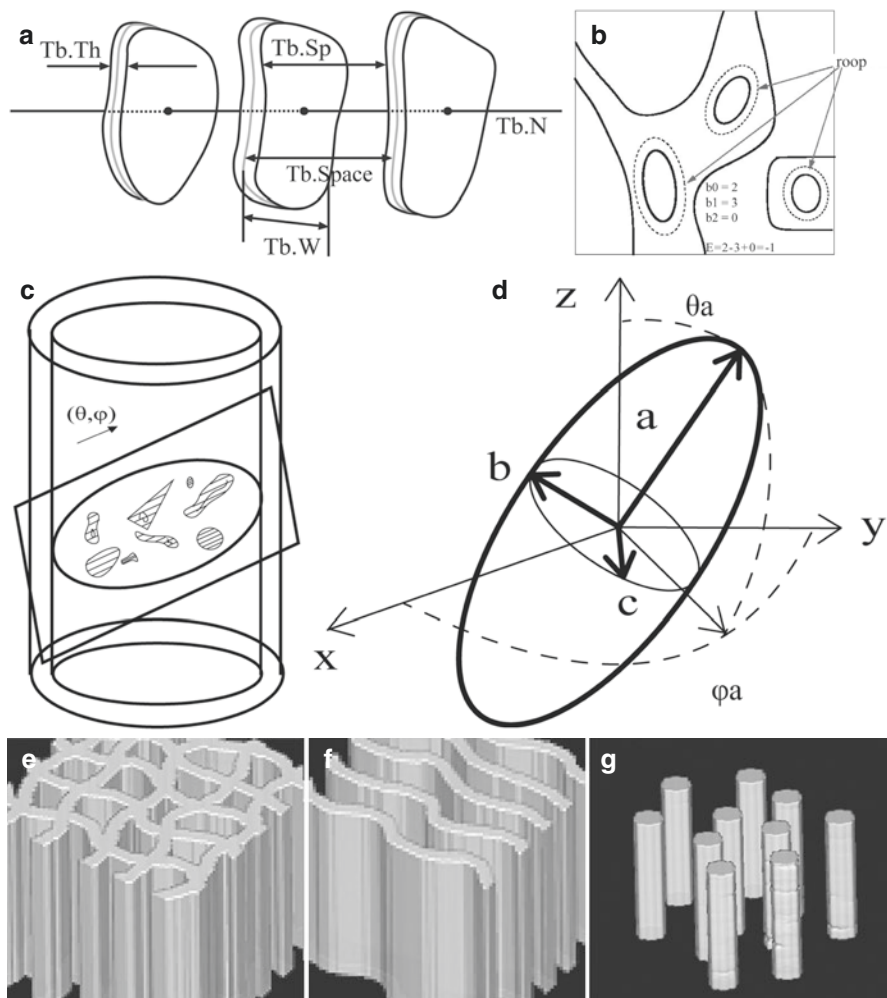 a
Tb.Th
Tb.Sp
Tb.N
Tb.Space
Tb.W
b
roop
b0 = 2
b1 = 3
b2 = 0
E=2-3+0=-1
c
(θ,φ)
d
z
θa
a
b
y
c
x
φa
e
f
g